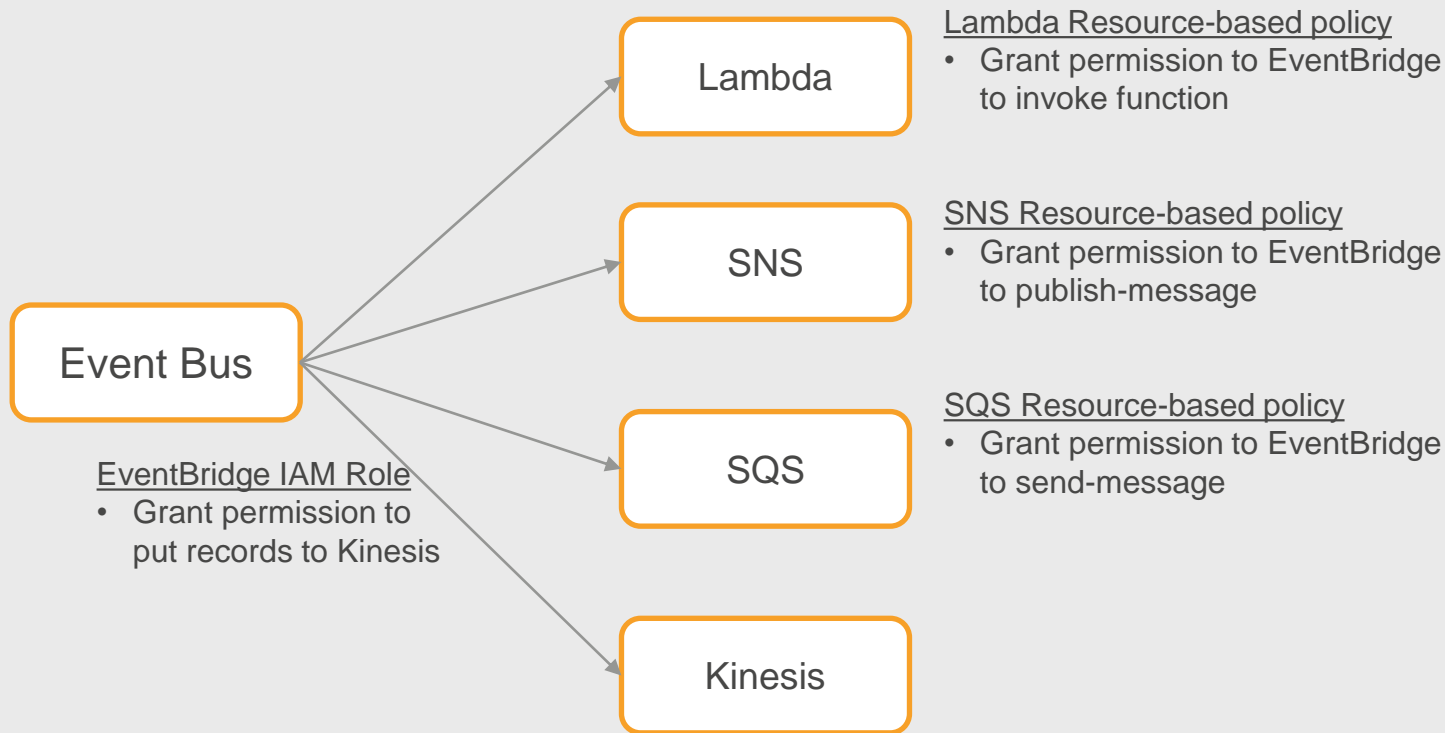 Lambda
Lambda Resource-based policy
• Grant permission to EventBridge
to invoke function
SNS
SNS Resource-based policy
• Grant permission to EventBridge
to publish-message
Event Bus
EventBridge IAM Role
• Grant permission to
put records to Kinesis
SQS
SQS Resource-based policy
• Grant permission to EventBridge
to send-message
Kinesis